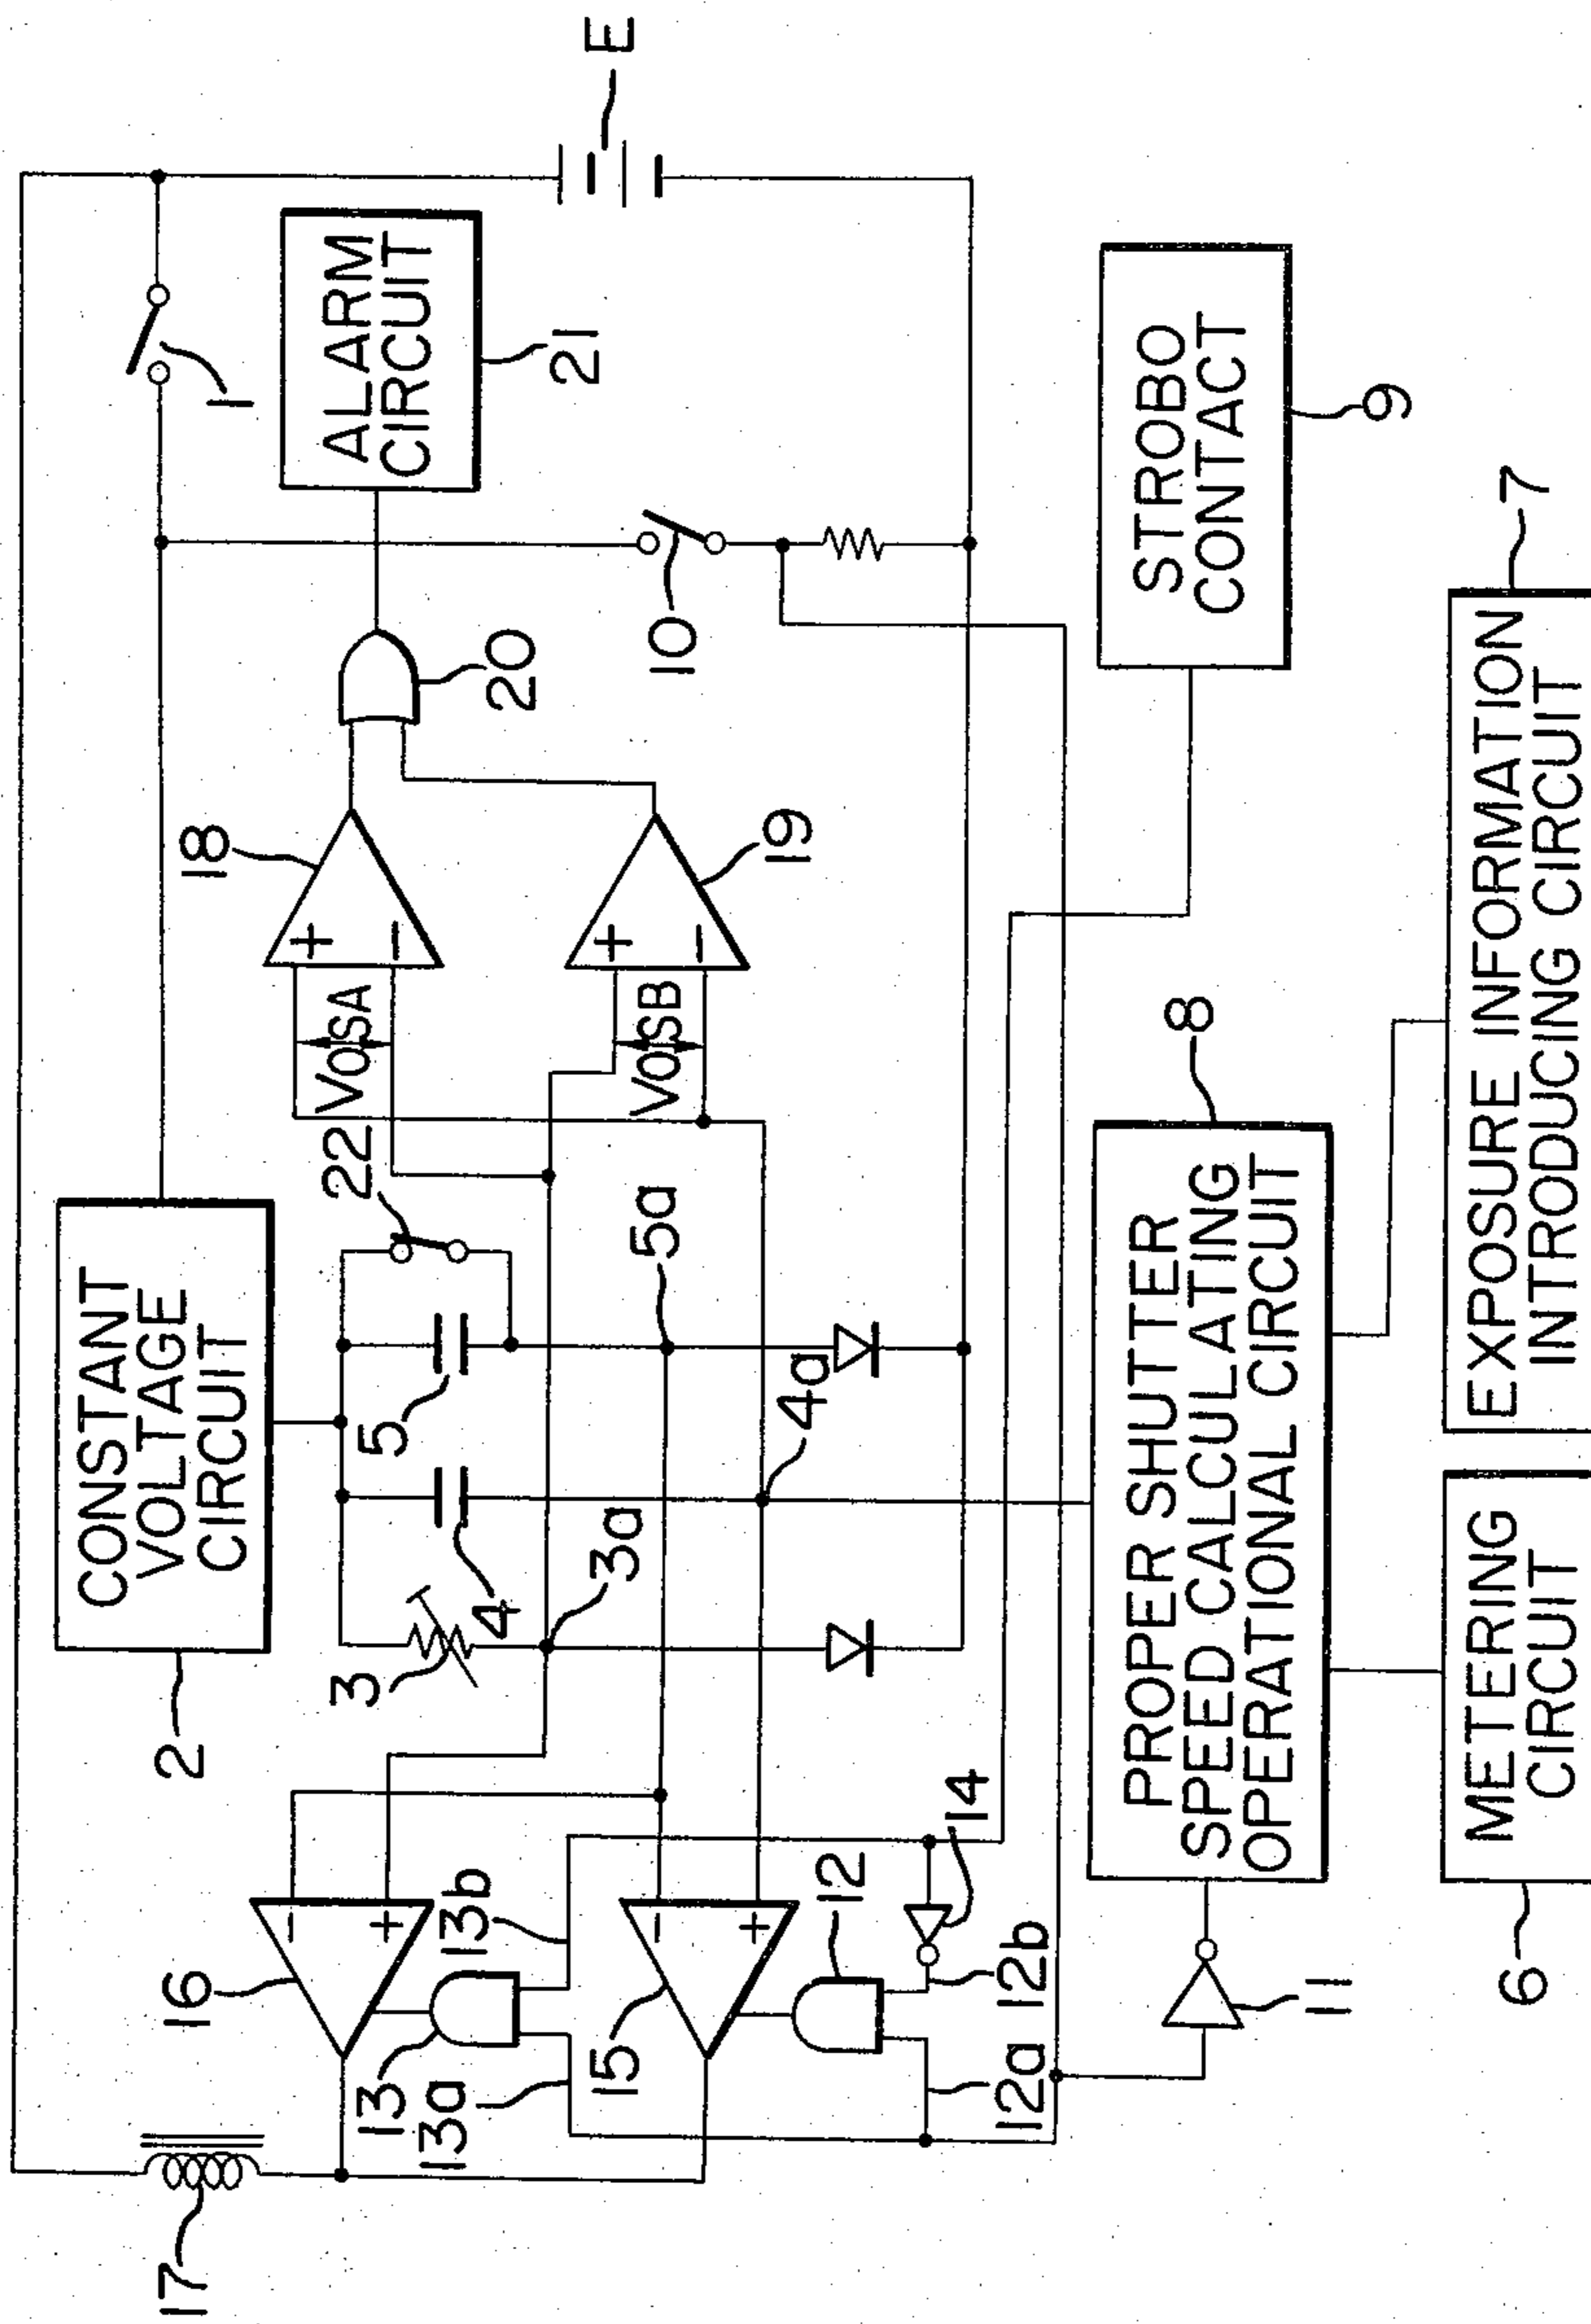 E
ALARM
CIRCUIT
21
1
STROBO
CONTACT
9
10
20
7
EXPOSURE INFORMATION
INTRODUCING CIRCUIT
18
+
−
19
+
−
VOSA
VOSB
8
PROPER SHUTTER
SPEED CALCULATING
OPERATIONAL CIRCUIT
CONSTANT
VOLTAGE
CIRCUIT
2
22
5a
5
4a
4
3a
3
METERING
CIRCUIT
6
14
12
12b
12a
11
13b
13
13a
16
−
+
15
−
+
17